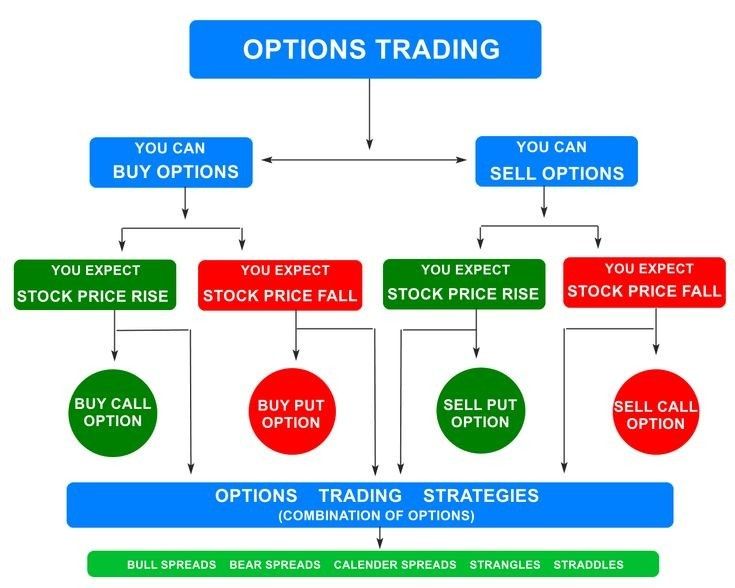 OPTIONS TRADING
YOU CAN
BUY OPTIONS
YOU CAN
SELL OPTIONS
YOU EXPECT
STOCK PRICE RISE
YOU EXPECT
STOCK PRICE FALL
YOU EXPECT
STOCK PRICE RISE
YOU EXPECT
STOCK PRICE FALL
BUY CALL
OPTION
BUY PUT
OPTION
SELL PUT
OPTION
SELL CALL
OPTION
OPTIONS TRADING STRATEGIES
(COMBINATION OF OPTIONS)
BULL SPREADS BEAR SPREADS CALENDER SPREADS STRANGLES STRADDLES